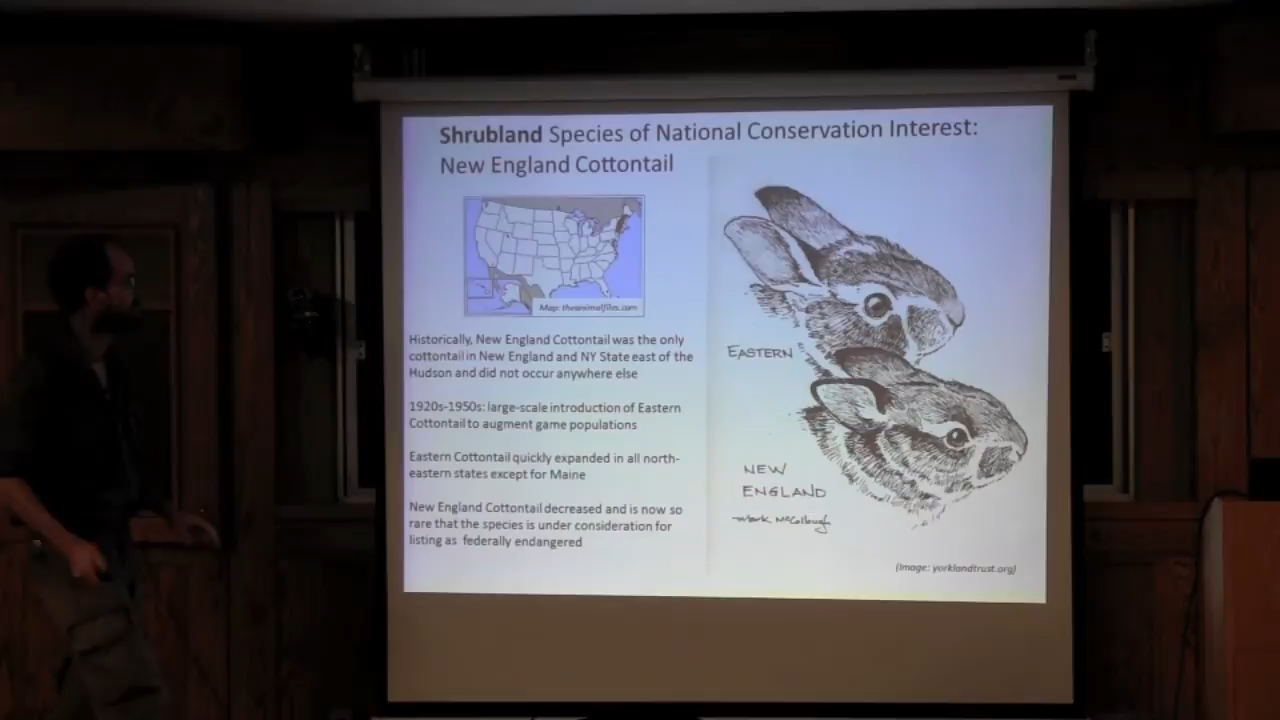 Shrubland Species of National Conservation Interest:
New England Cottontail
Map: theanimalfiles.com
Historically, New England Cottontail was the only
cottontail in New England and NY State east of the
Hudson and did not occur anywhere else
1920s-1950s: large-scale introduction of Eastern
Cottontail to augment game populations
Eastern Cottontail quickly expanded in all north-
eastern states except for Maine
New England Cottontail decreased and is now so
rare that the species is under consideration for
listing as federally endangered
EASTERN
NEW
ENGLAND
Mark McCollough
(Image: yorklandtrust.org)